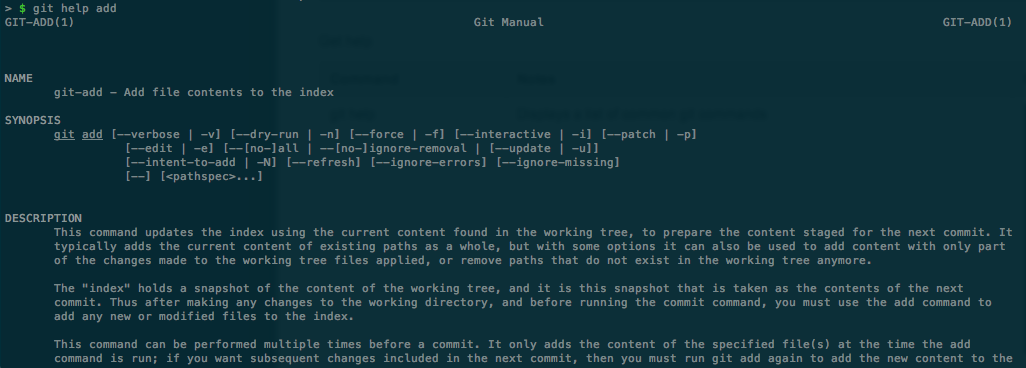 > $ git help add
GIT-ADD(1) Git Manual GIT-ADD(1)
NAME
git-add - Add file contents to the index
SYNOPSIS
git add [--verbose | -v] [--dry-run | -n] [--force | -f] [--interactive | -i] [--patch | -p]
[--edit | -e] [--[no-]all | --[no-]ignore-removal | [--update | -u]]
[--intent-to-add | -N] [--refresh] [--ignore-errors] [--ignore-missing]
[--] [<pathspec>...]
DESCRIPTION
This command updates the index using the current content found in the working tree, to prepare the content staged for the next commit. It
typically adds the current content of existing paths as a whole, but with some options it can also be used to add content with only part
of the changes made to the working tree files applied, or remove paths that do not exist in the working tree anymore.
The "index" holds a snapshot of the content of the working tree, and it is this snapshot that is taken as the contents of the next
commit. Thus after making any changes to the working directory, and before running the commit command, you must use the add command to
add any new or modified files to the index.
This command can be performed multiple times before a commit. It only adds the content of the specified file(s) at the time the add
command is run; if you want subsequent changes included in the next commit, then you must run git add again to add the new content to the